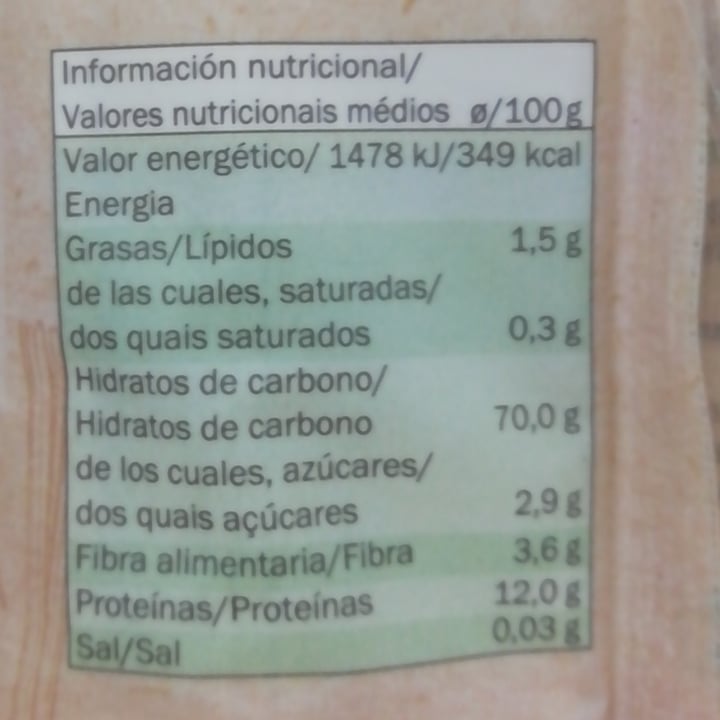 Información nutricional/
Valores nutricionais médios ø/100g
Valor energético/ 1478 kJ/349 kcal
Energia
Grasas/Lípidos 1,5 g
de las cuales, saturadas/
dos quais saturados 0,3 g
Hidratos de carbono/
Hidratos de carbono 70,0 g
de los cuales, azúcares/
dos quais açúcares 2,9 g
Fibra alimentaria/Fibra 3,6 g
Proteínas/Proteínas 12,0 g
Sal/Sal 0,03 g